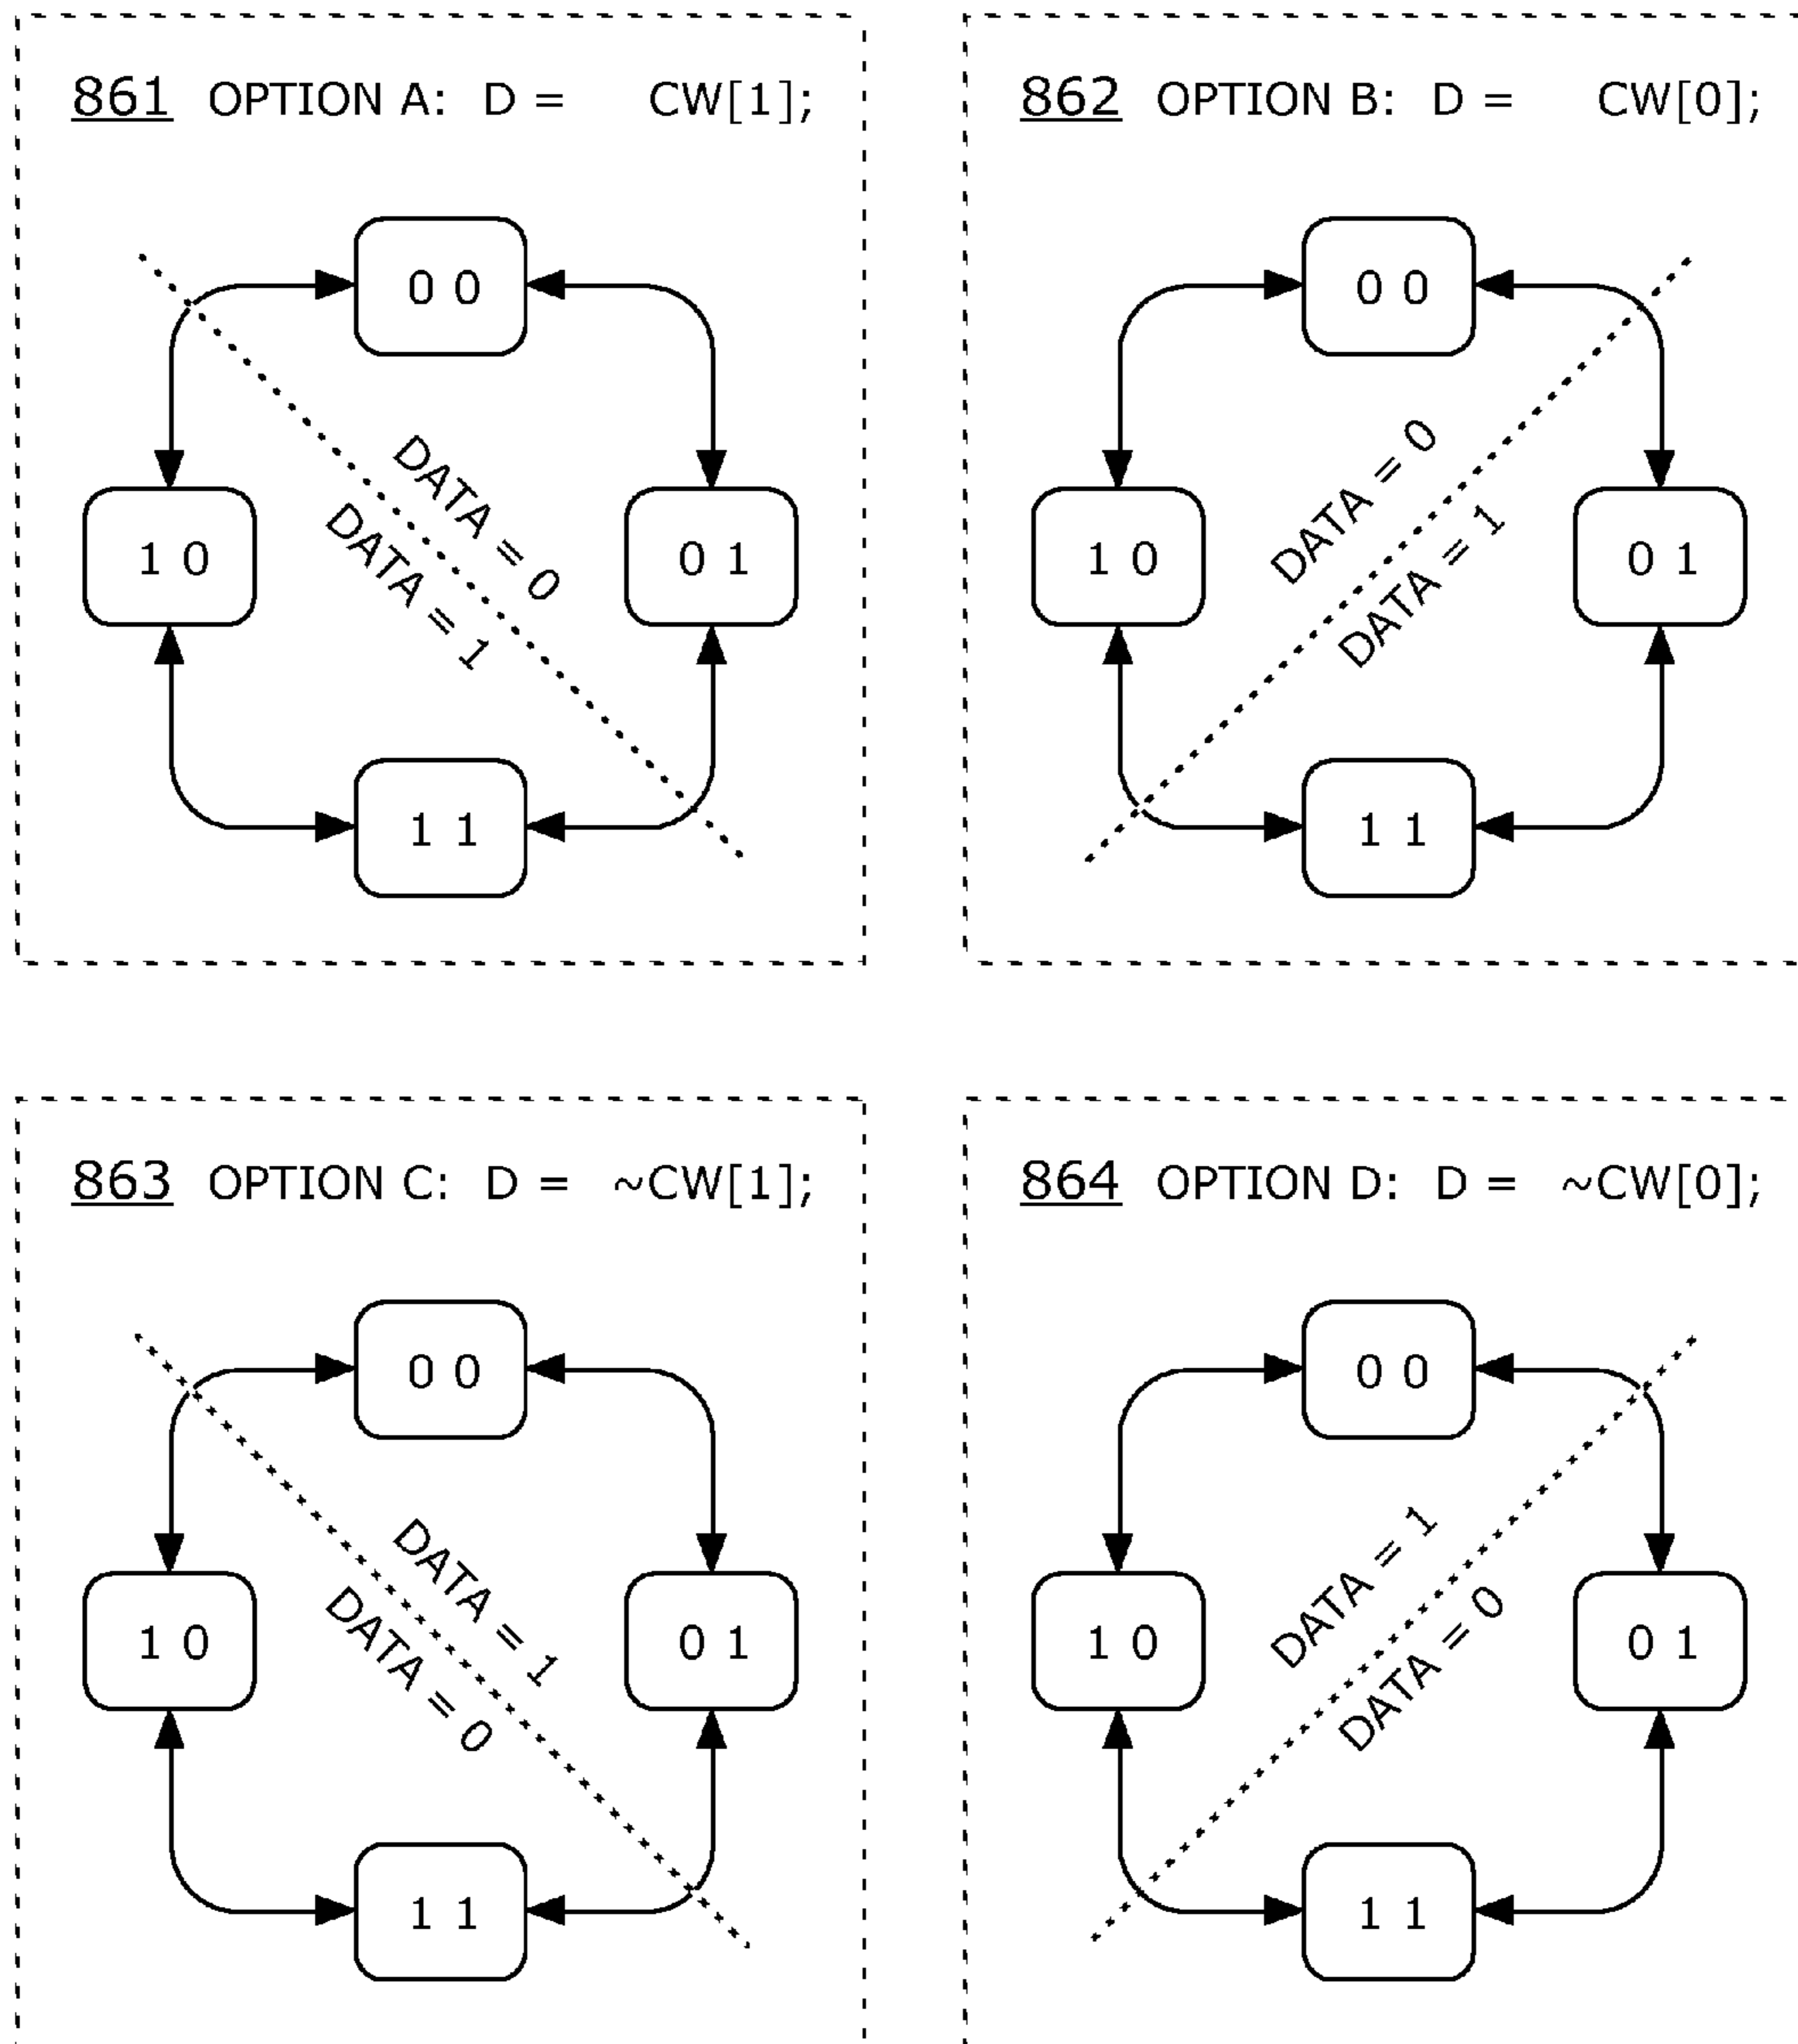 861 OPTION A: D = CW[1];
0 0
DATA = 0
DATA = 1
1 0
0 1
1 1
862 OPTION B: D = CW[0];
0 0
DATA = 0
DATA = 1
1 0
0 1
1 1
863 OPTION C: D = ~CW[1];
0 0
DATA = 1
DATA = 0
1 0
0 1
1 1
864 OPTION D: D = ~CW[0];
0 0
DATA = 1
DATA = 0
1 0
0 1
1 1